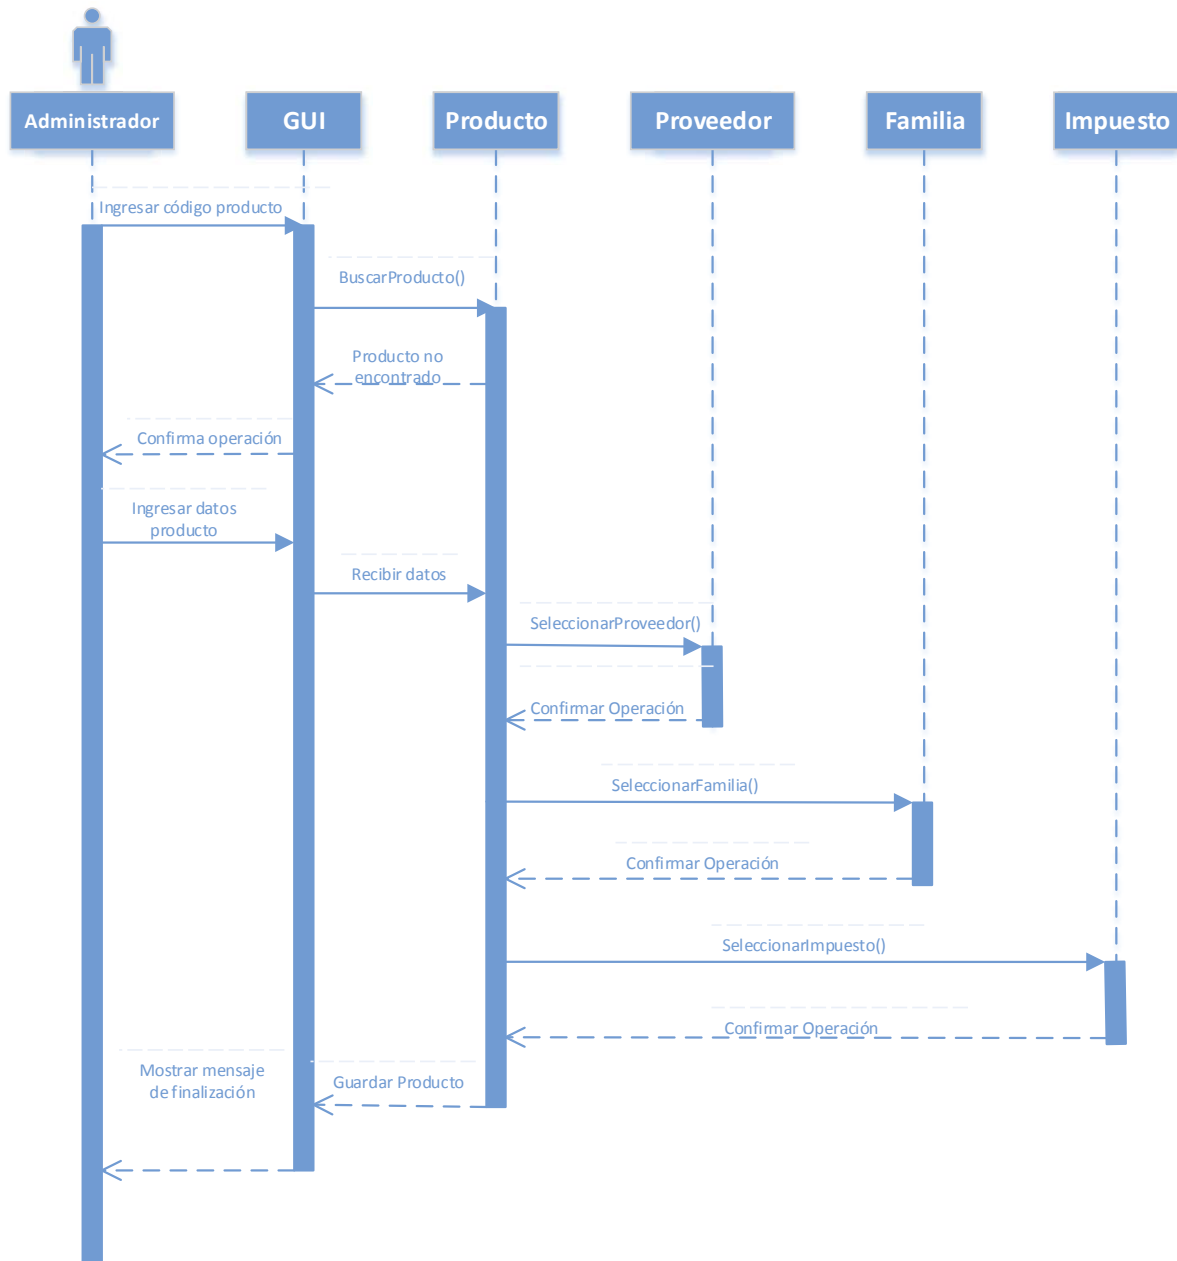 Administrador
GUI
Producto
Proveedor
Familia
Impuesto
Ingresar código producto
BuscarProducto()
Producto no
encontrado
Confirma operación
Ingresar datos
producto
Recibir datos
SeleccionarProveedor()
Confirmar Operación
SeleccionarFamilia()
Confirmar Operación
SeleccionarImpuesto()
Confirmar Operación
Mostrar mensaje
de finalización
Guardar Producto